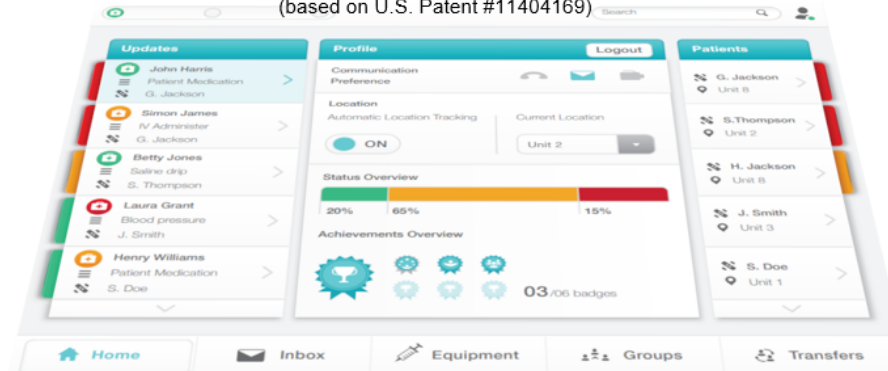 (based on U.S. Patent #11404169)
Search
Updates
John Harris
Patient Medication
G. Jackson
Simon James
IV Administer
G. Jackson
Betty Jones
Saline drip
S. Thompson
Laura Grant
Blood pressure
J. Smith
Henry Williams
Patient Medication
S. Doe
Profile
Logout
Communication
Preference
Location
Automatic Location Tracking
Current Location
ON
Unit 2
Status Overview
20% 65% 15%
Achievements Overview
03 /06 badges
Patients
G. Jackson
Unit 8
S.Thompson
Unit 2
H. Jackson
Unit 8
J. Smith
Unit 3
S. Doe
Unit 1
Home Inbox Equipment Groups Transfers